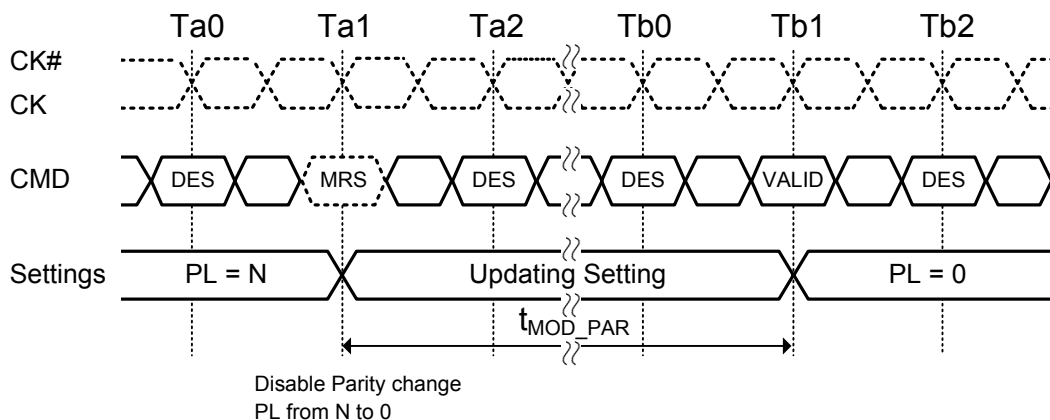 Ta0 Ta1 Ta2 Tb0 Tb1 Tb2
CK#
CK
CMD DES MRS DES DES VALID DES
Settings PL = N Updating Setting PL = 0
tMOD_PAR
Disable Parity change
PL from N to 0